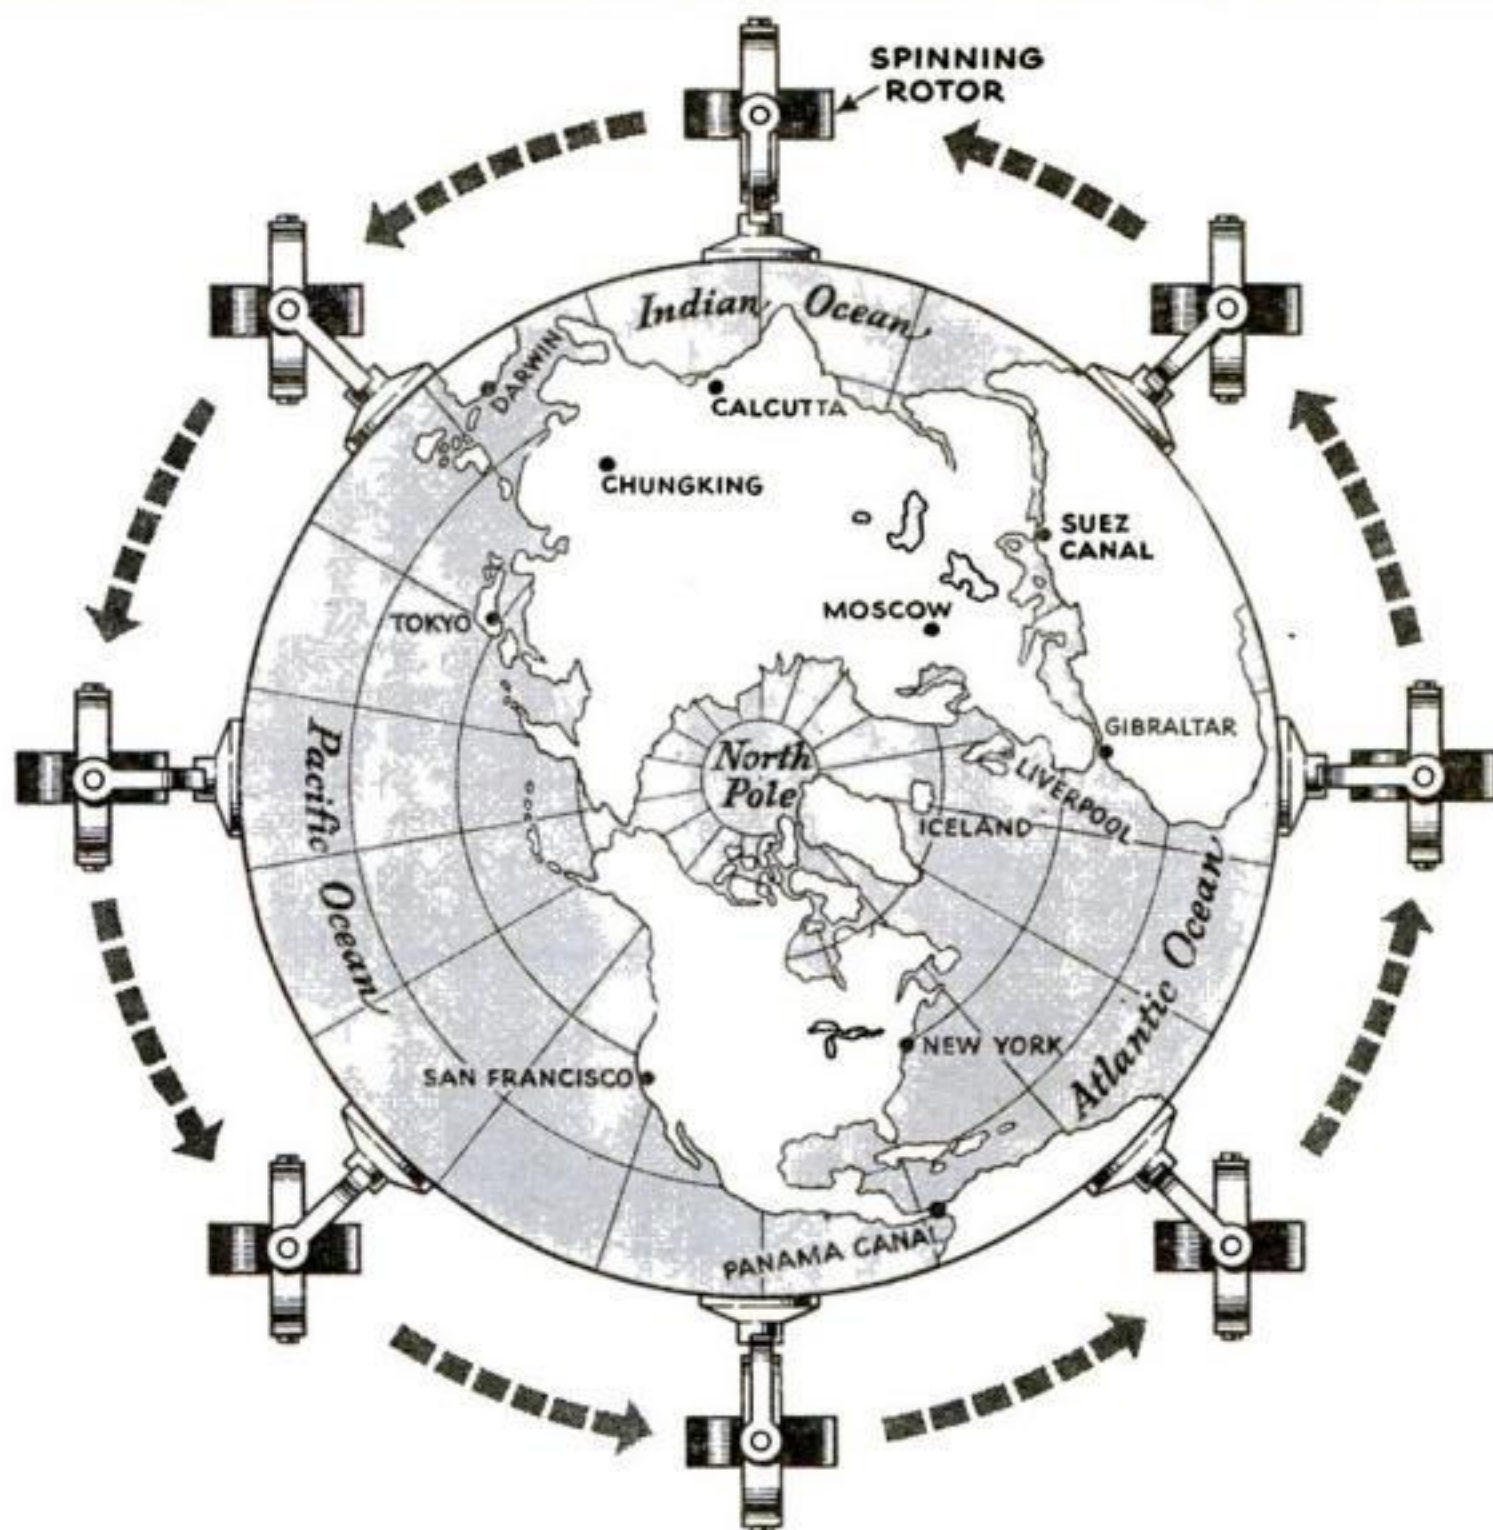 SPINNING
ROTOR
Indian Ocean
DARWIN
CALCUTTA
CHUNGKING
SUEZ
CANAL
MOSCOW
TOKYO
GIBRALTAR
North
Pole
LIVERPOOL
ICELAND
Pacific Ocean
Atlantic Ocean
NEW YORK
SAN FRANCISCO
PANAMA CANAL